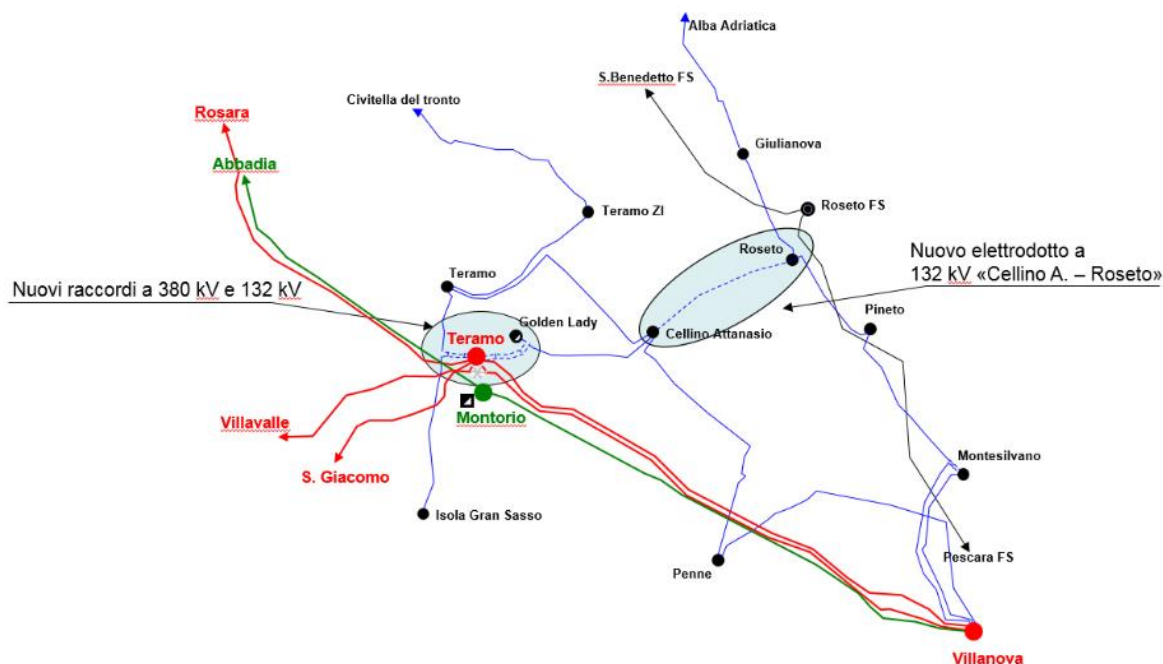 Alba Adriatica
S.Benedetto FS
Civitella del tronto
Rosara
Giulianova
Abbadia
Roseto FS
Teramo ZI
Roseto
Nuovo elettrodotto a
132 kV «Cellino A. – Roseto»
Teramo
Nuovi raccordi a 380 kV e 132 kV
Pineto
Golden Lady
Cellino Attanasio
Teramo
Montorio
Villavalle
Montesilvano
S. Giacomo
Isola Gran Sasso
Pescara FS
Penne
Villanova